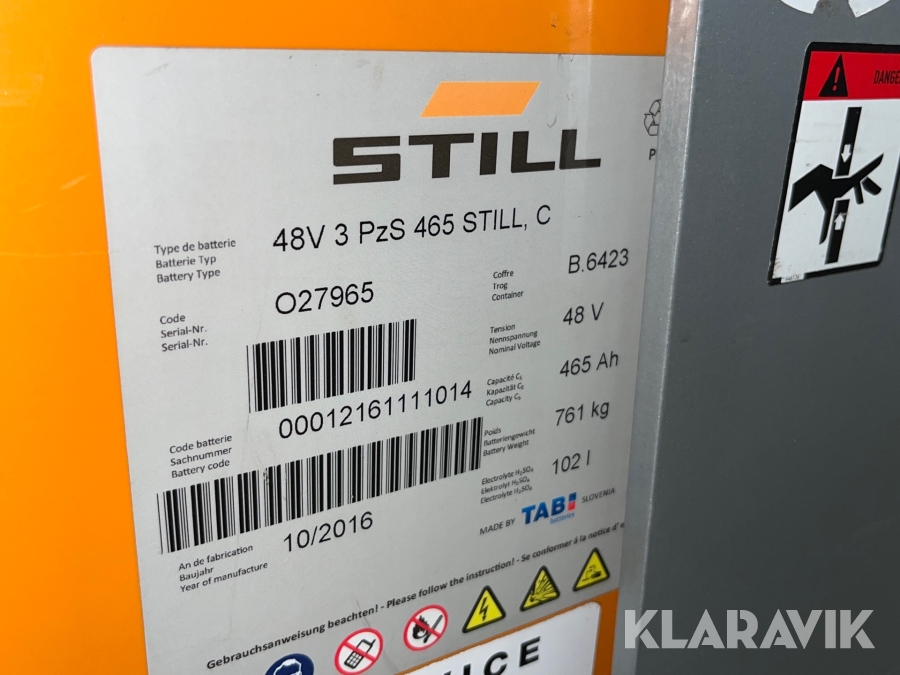 STILL
Type de batterie
Batterie Typ
Battery Type
48V 3 PzS 465 STILL, C
Code
Serial-Nr.
Serial-Nr.
O27965
Coffre
Trog
Container
B.6423
Tension
Nennspannung
Nominal Voltage
48 V
Capacité C₅
Kapazität C₅
Capacity C₅
465 Ah
Code batterie
Sachnummer
Battery code
00012161111014
Poids
Batteriengewicht
Battery Weight
761 kg
Electrolyte H₂SO₄
Elektrolyt H₂SO₄
Electrolyte H₂SO₄
102 l
An de fabrication
Baujahr
Year of manufacture
10/2016
MADE BY TAB batteries SLOVENIA
Gebrauchsanweisung beachten! - Please follow the instruction! - Se conformer à la notice d'
DANGE
KLARAVIK